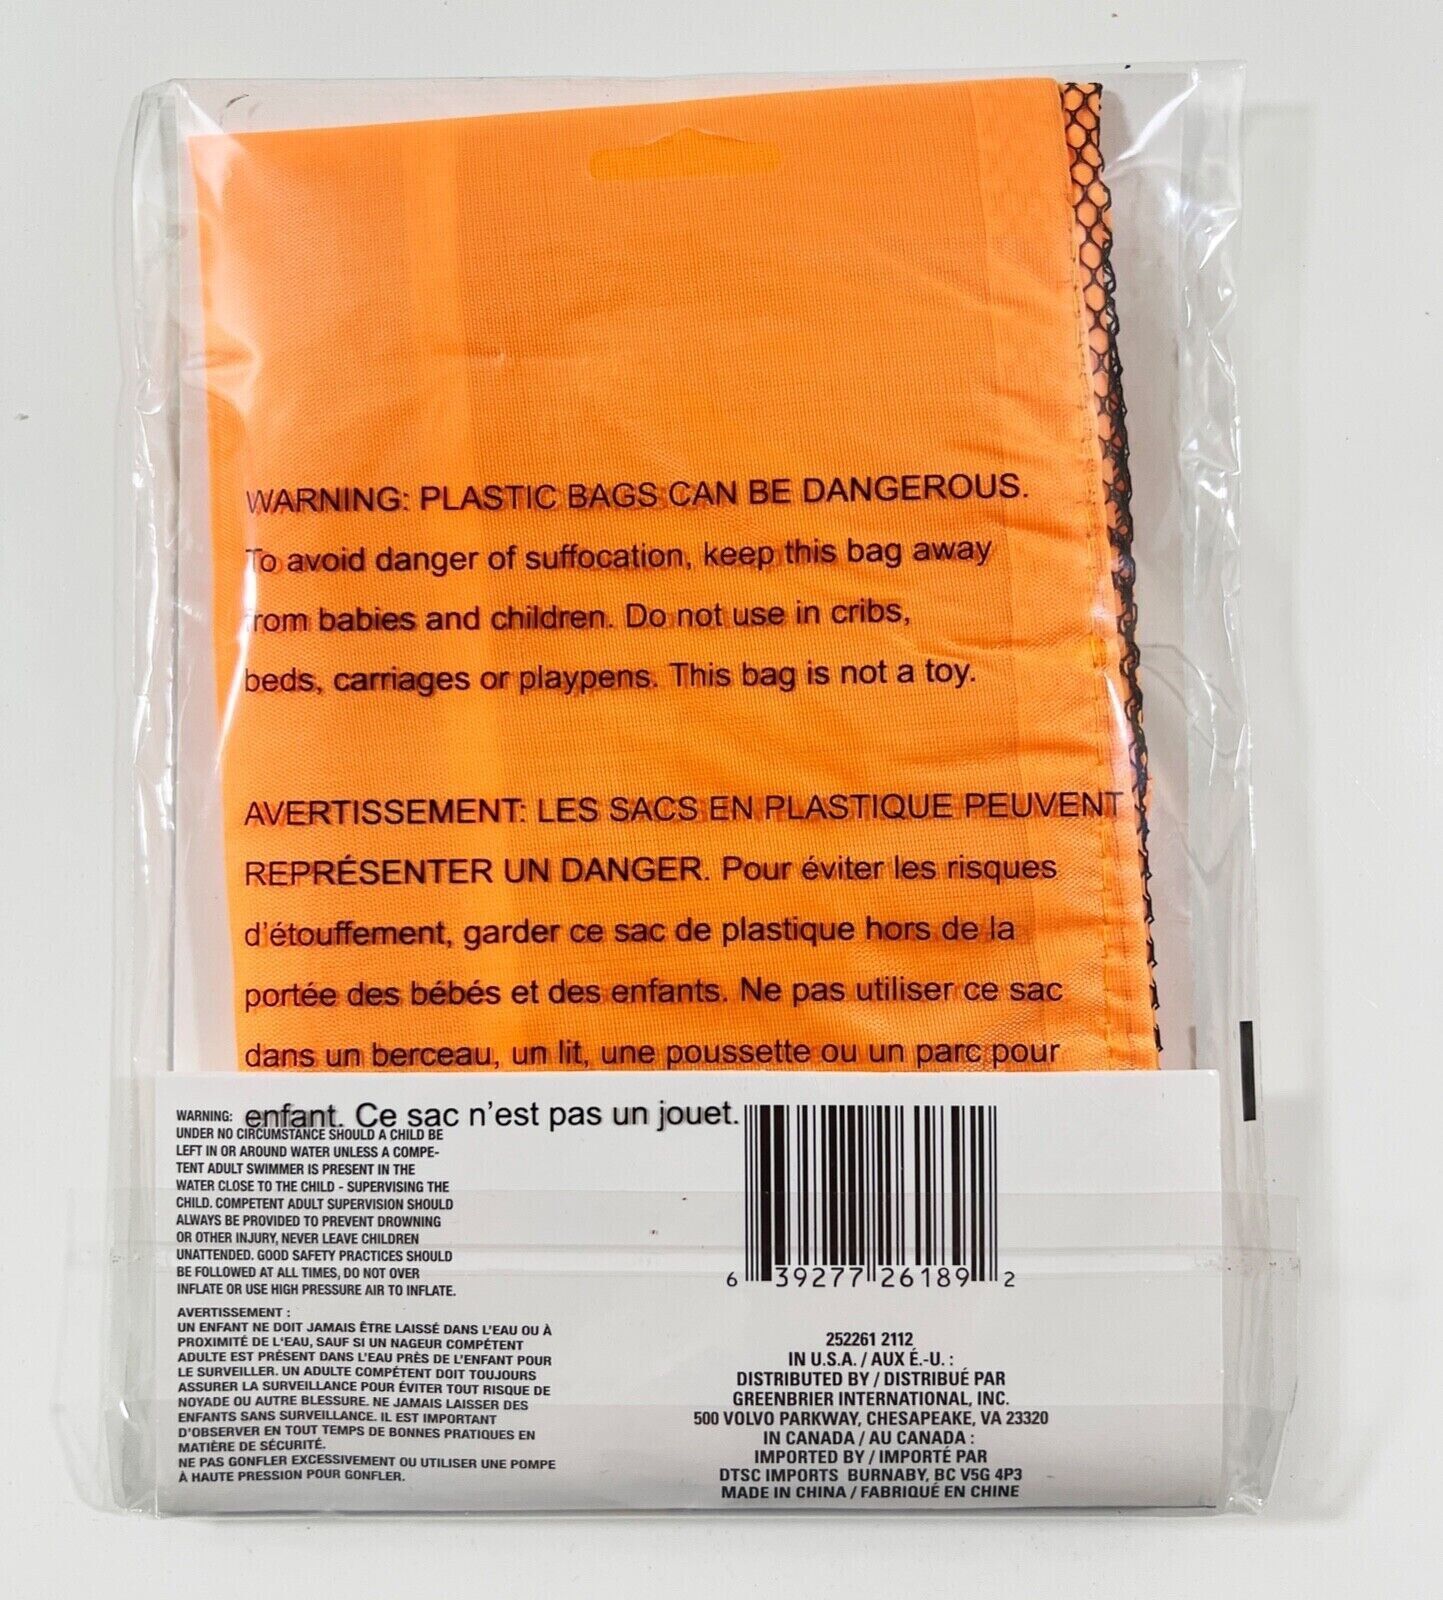 WARNING: PLASTIC BAGS CAN BE DANGEROUS.
To avoid danger of suffocation, keep this bag away
from babies and children. Do not use in cribs,
beds, carriages or playpens. This bag is not a toy.
AVERTISSEMENT: LES SACS EN PLASTIQUE PEUVENT
REPRÉSENTER UN DANGER. Pour éviter les risques
d'étouffement, garder ce sac de plastique hors de la
portée des bébés et des enfants. Ne pas utiliser ce sac
dans un berceau, un lit, une poussette ou un parc pour
enfant. Ce sac n'est pas un jouet.
WARNING:
UNDER NO CIRCUMSTANCE SHOULD A CHILD BE
LEFT IN OR AROUND WATER UNLESS A COMPE-
TENT ADULT SWIMMER IS PRESENT IN THE
WATER CLOSE TO THE CHILD - SUPERVISING THE
CHILD. COMPETENT ADULT SUPERVISION SHOULD
ALWAYS BE PROVIDED TO PREVENT DROWNING
OR OTHER INJURY, NEVER LEAVE CHILDREN
UNATTENDED. GOOD SAFETY PRACTICES SHOULD
BE FOLLOWED AT ALL TIMES, DO NOT OVER
INFLATE OR USE HIGH PRESSURE AIR TO INFLATE.
AVERTISSEMENT :
UN ENFANT NE DOIT JAMAIS ÊTRE LAISSÉ DANS L'EAU OU À
PROXIMITÉ DE L'EAU, SAUF SI UN NAGEUR COMPÉTENT
ADULTE EST PRÉSENT DANS L'EAU PRÈS DE L'ENFANT POUR
LE SURVEILLER. UN ADULTE COMPÉTENT DOIT TOUJOURS
ASSURER LA SURVEILLANCE POUR ÉVITER TOUT RISQUE DE
NOYADE OU AUTRE BLESSURE. NE JAMAIS LAISSER DES
ENFANTS SANS SURVEILLANCE. IL EST IMPORTANT
D'OBSERVER EN TOUT TEMPS DE BONNES PRATIQUES EN
MATIÈRE DE SÉCURITÉ.
NE PAS GONFLER EXCESSIVEMENT OU UTILISER UNE POMPE
À HAUTE PRESSION POUR GONFLER.
6 39277 26189 2
252261 2112
IN U.S.A. / AUX É.-U. :
DISTRIBUTED BY / DISTRIBUÉ PAR
GREENBRIER INTERNATIONAL, INC.
500 VOLVO PARKWAY, CHESAPEAKE, VA 23320
IN CANADA / AU CANADA :
IMPORTED BY / IMPORTÉ PAR
DTSC IMPORTS BURNABY, BC V5G 4P3
MADE IN CHINA / FABRIQUÉ EN CHINE